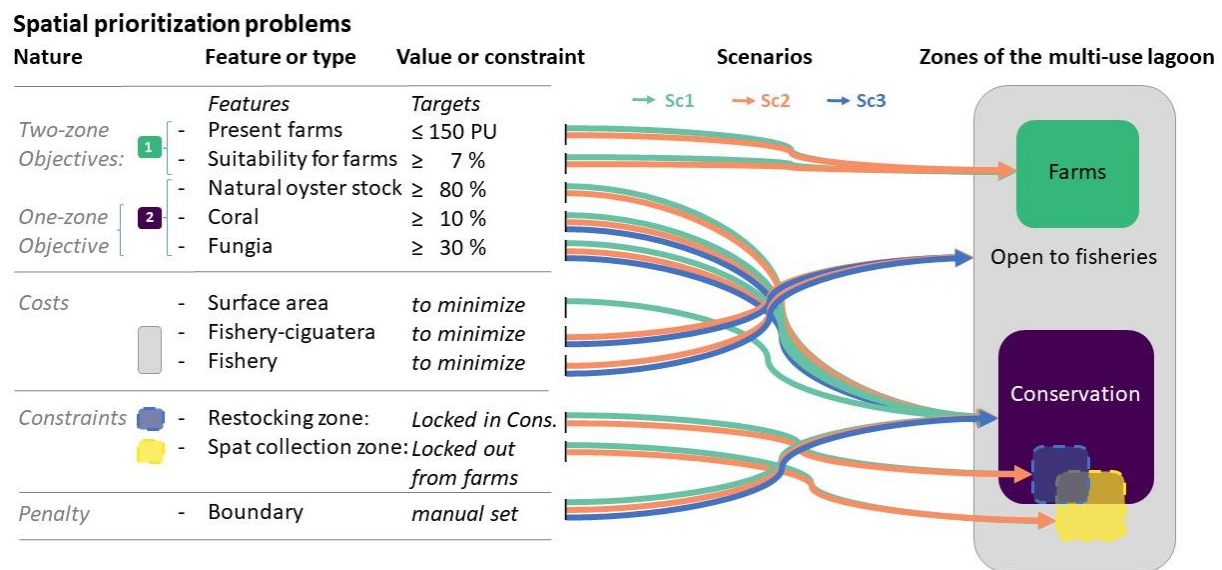 Spatial prioritization problems
Nature Feature or type Value or constraint Scenarios Zones of the multi-use lagoon
Features Targets Sc1 Sc2 Sc3
Two-zone - Present farms ≤ 150 PU
Objectives: 1 - Suitability for farms ≥ 7 % Farms
- Natural oyster stock ≥ 80 %
One-zone 2 - Coral ≥ 10 %
Objective - Fungia ≥ 30 % Open to fisheries
Costs - Surface area to minimize
- Fishery-ciguatera to minimize
- Fishery to minimize
Conservation
Constraints - Restocking zone: Locked in Cons.
- Spat collection zone: Locked out
from farms
Penalty - Boundary manual set